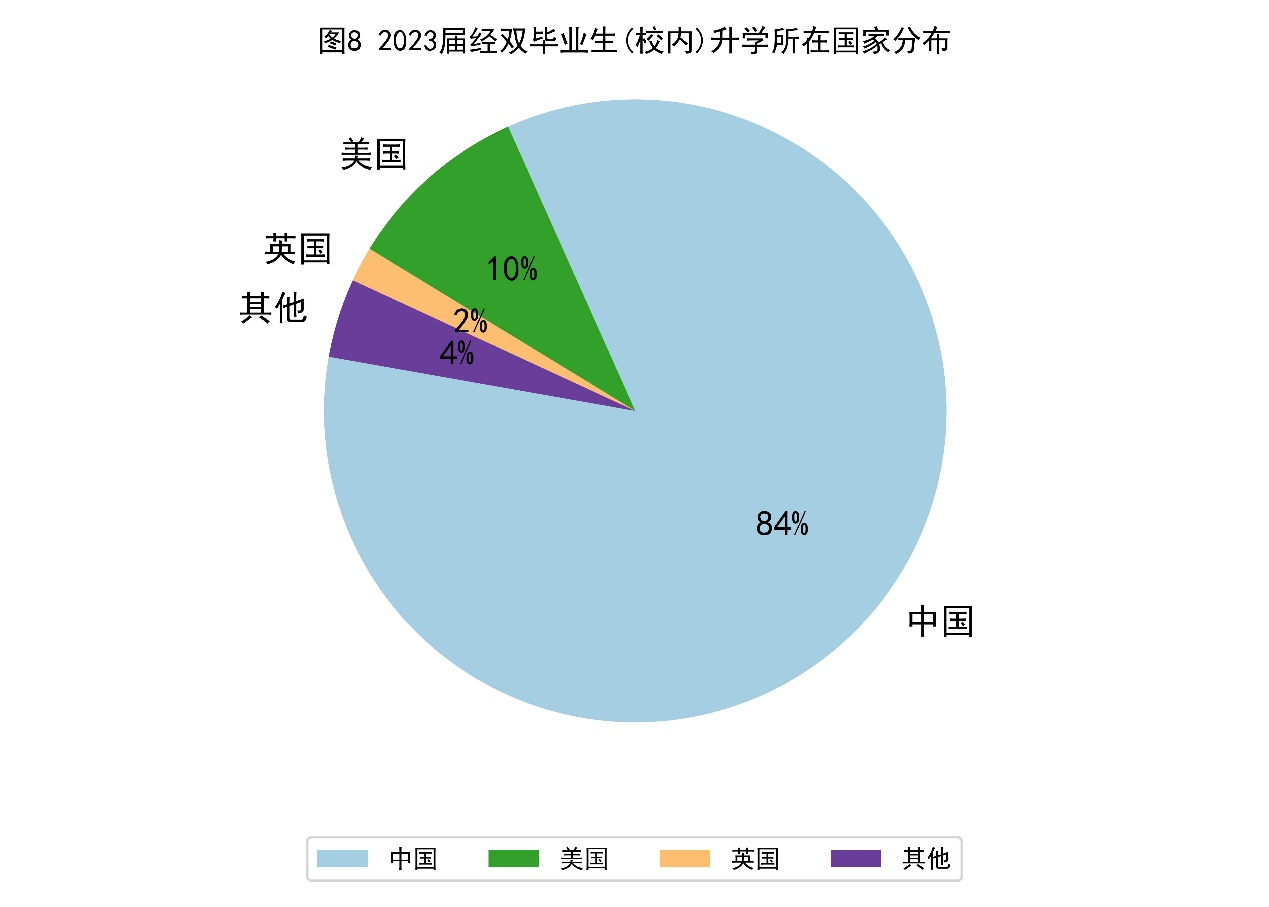 图8 2023届经双毕业生(校内)升学所在国家分布
美国
英国
其他
10%
2%
4%
84%
中国
中国 美国 英国 其他